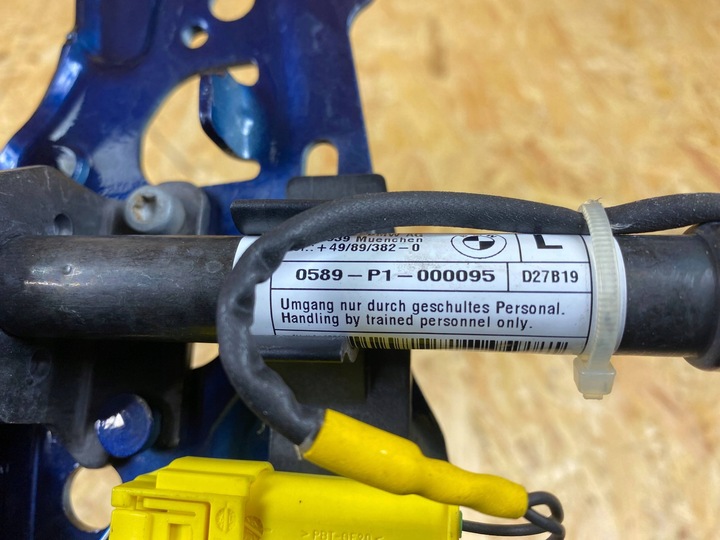 AG
Muenchen
+49/89/382-0
L
0589-P1-000095
D27B19
Umgang nur durch geschultes Personal.
Handling by trained personnel only.